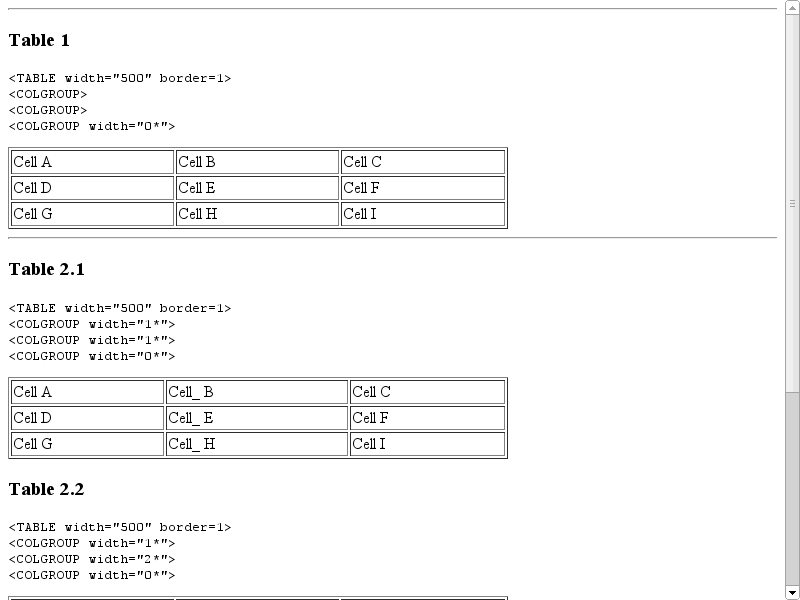 Table 1
<TABLE width="500" border=1>
<COLGROUP>
<COLGROUP>
<COLGROUP width="0*">
Cell A Cell B Cell C
Cell D Cell E Cell F
Cell G Cell H Cell I
Table 2.1
<TABLE width="500" border=1>
<COLGROUP width="1*">
<COLGROUP width="1*">
<COLGROUP width="0*">
Cell A Cell_ B Cell C
Cell D Cell_ E Cell F
Cell G Cell_ H Cell I
Table 2.2
<TABLE width="500" border=1>
<COLGROUP width="1*">
<COLGROUP width="2*">
<COLGROUP width="0*">